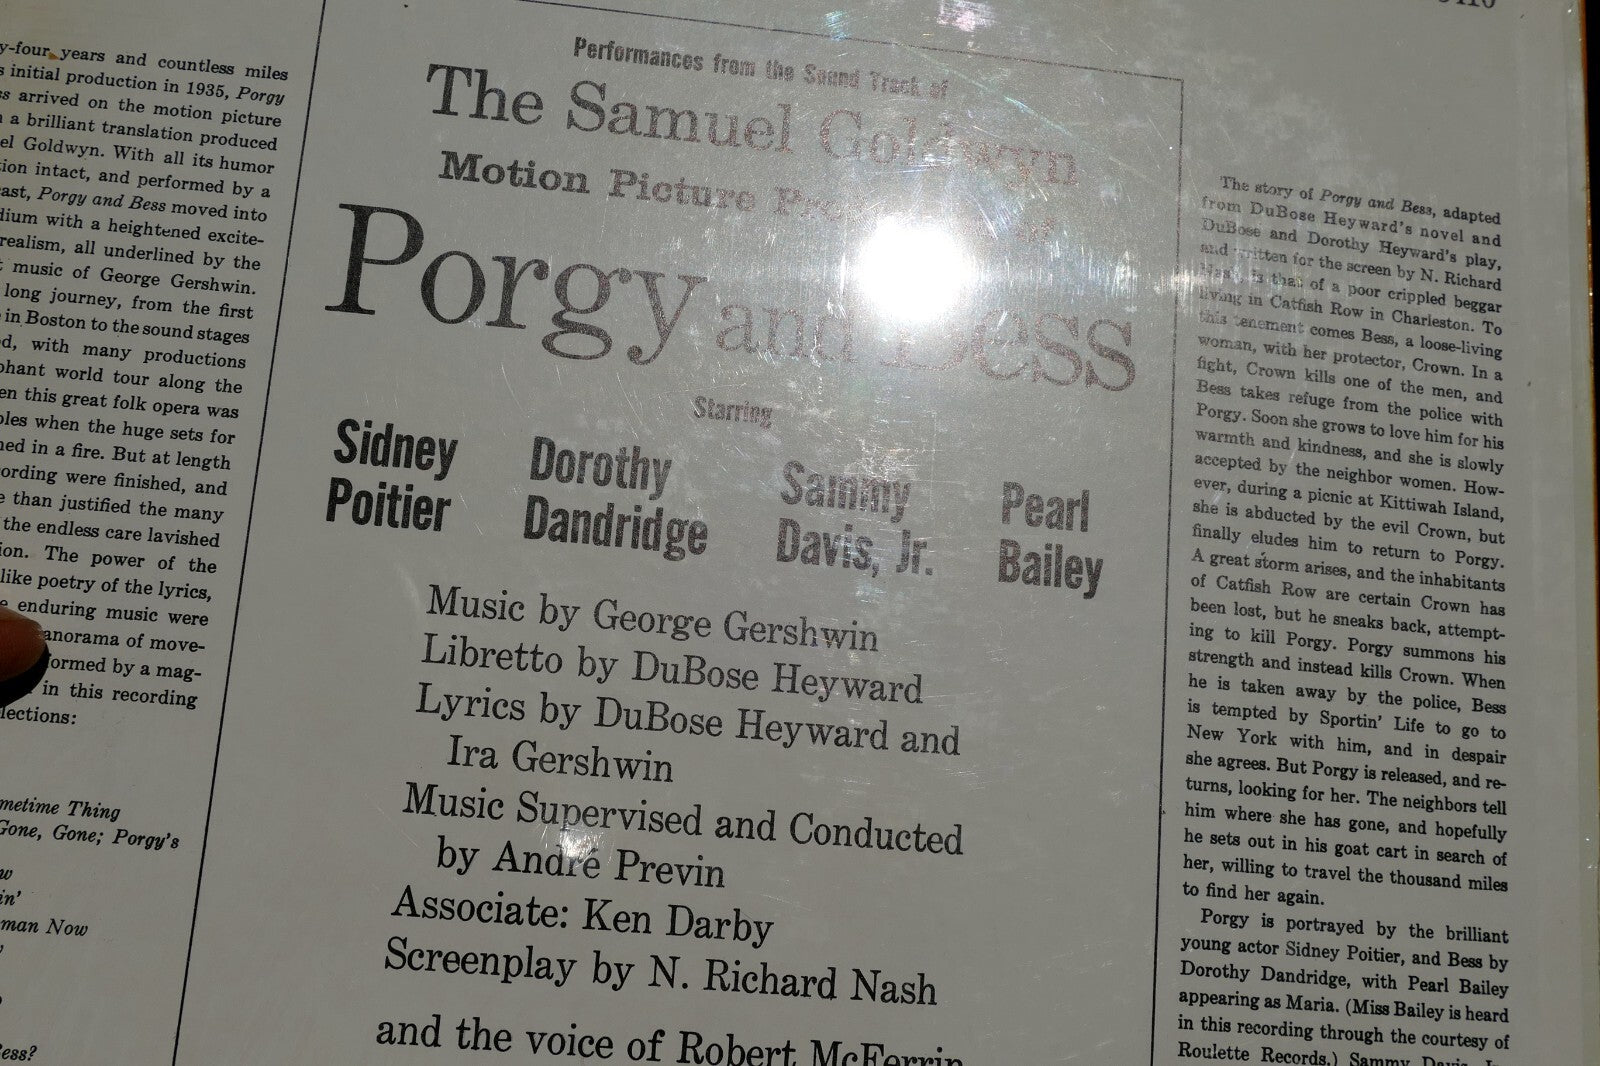 years and countless miles
initial production in 1935, Porgy
arrived on the motion picture
a brilliant translation produced
Goldwyn. With all its humor
intact, and performed by a
Porgy and Bess moved into
with a heightened excite-
realism, all underlined by the
music of George Gershwin.
long journey, from the first
in Boston to the sound stages
with many productions
world tour along the
this great folk opera was
when the huge sets for
in a fire. But at length
were finished, and
than justified the many
the endless care lavished
The power of the
like poetry of the lyrics,
enduring music were
of move-
by a mag-
in this recording
Thing
Gone, Gone; Porgy's
Now
Performances from the Sound Track of
The Samuel Goldwyn
Motion Picture
Porgy and Bess
Starring
Sidney Poitier
Dorothy Dandridge
Sammy Davis, Jr.
Pearl Bailey
Music by George Gershwin
Libretto by DuBose Heyward
Lyrics by DuBose Heyward and
Ira Gershwin
Music Supervised and Conducted
by André Previn
Associate: Ken Darby
Screenplay by N. Richard Nash
and the voice of Robert McFerrin
The story of Porgy and Bess, adapted
from DuBose Heyward's novel and
DuBose and Dorothy Heyward's play,
and written for the screen by N. Richard
Nash, is that of a poor crippled beggar
living in Catfish Row in Charleston. To
this tenement comes Bess, a loose-living
woman, with her protector, Crown. In a
fight, Crown kills one of the men, and
Bess takes refuge from the police with
Porgy. Soon she grows to love him for his
warmth and kindness, and she is slowly
accepted by the neighbor women. How-
ever, during a picnic at Kittiwah Island,
she is abducted by the evil Crown, but
finally eludes him to return to Porgy.
A great storm arises, and the inhabitants
of Catfish Row are certain Crown has
been lost, but he sneaks back, attempt-
ing to kill Porgy. Porgy summons his
strength and instead kills Crown. When
he is taken away by the police, Bess
is tempted by Sportin' Life to go to
New York with him, and in despair
she agrees. But Porgy is released, and re-
turns, looking for her. The neighbors tell
him where she has gone, and hopefully
he sets out in his goat cart in search of
her, willing to travel the thousand miles
to find her again.
Porgy is portrayed by the brilliant
young actor Sidney Poitier, and Bess by
Dorothy Dandridge, with Pearl Bailey
appearing as Maria. (Miss Bailey is heard
in this recording through the courtesy of
Roulette Records.) Sammy Davis,